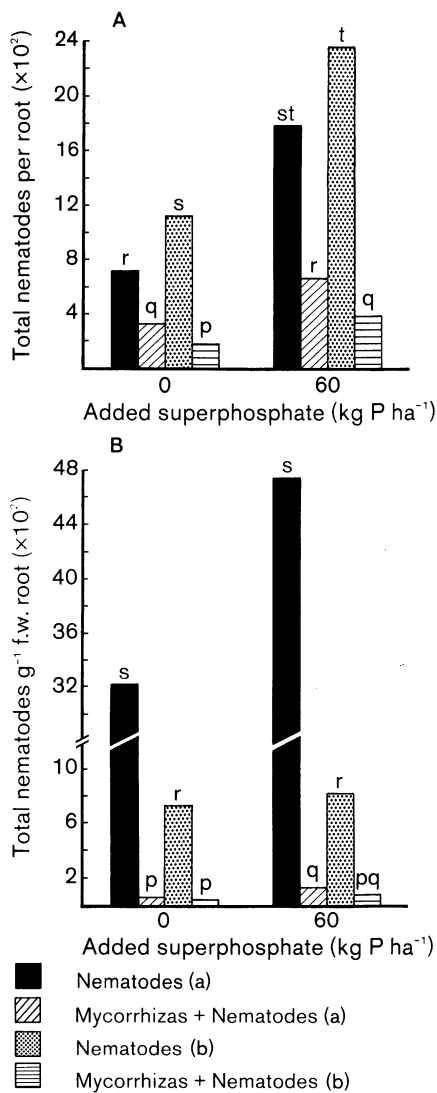 A
Total nematodes per root (×10²)
24
20
16
12
8
4
r
q
s
p
st
r
t
q
0
60
Added superphosphate (kg P ha⁻¹)
B
Total nematodes g⁻¹ f.w. root (×10²)
48
44
40
36
32
10
6
2
s
p
r
p
s
q
r
pq
0
60
Added superphosphate (kg P ha⁻¹)
Nematodes (a)
Mycorrhizas + Nematodes (a)
Nematodes (b)
Mycorrhizas + Nematodes (b)